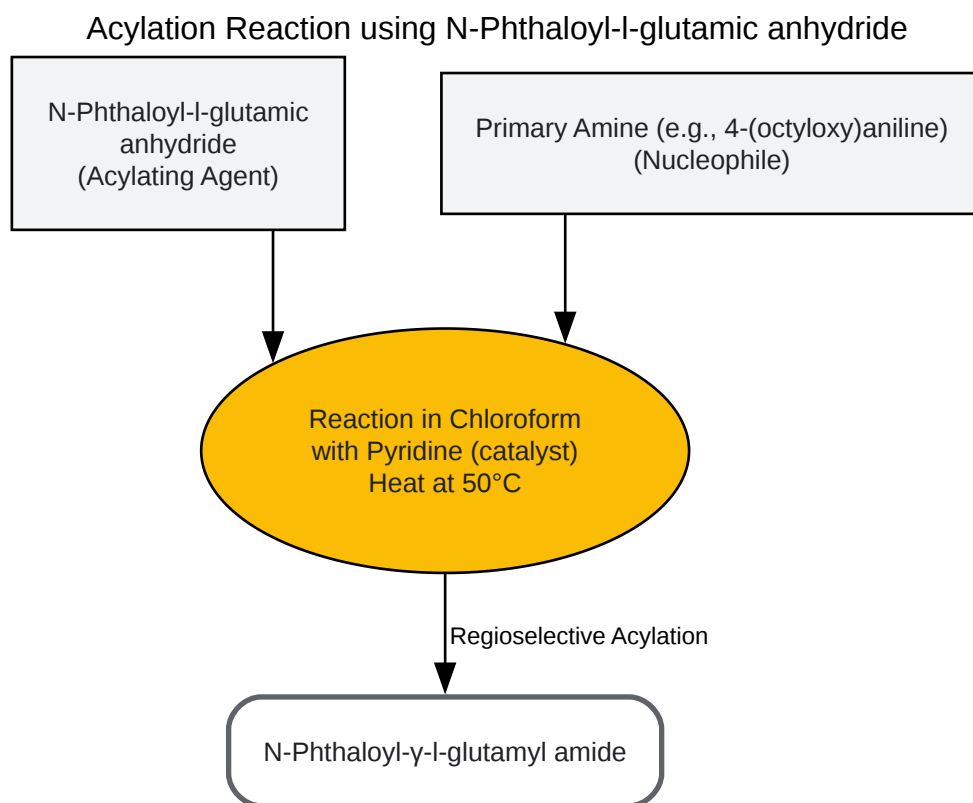 Acylation Reaction using N-Phthaloyl-l-glutamic anhydride
N-Phthaloyl-l-glutamic
anhydride
(Acylating Agent)
Primary Amine (e.g., 4-(octyloxy)aniline)
(Nucleophile)
Reaction in Chloroform
with Pyridine (catalyst)
Heat at 50°C
Regioselective Acylation
N-Phthaloyl-γ-l-glutamyl amide